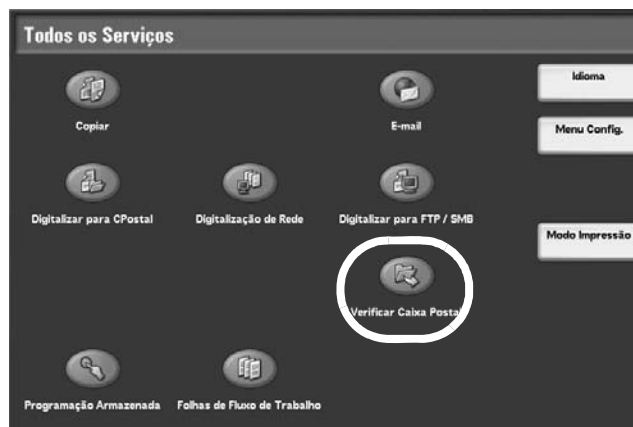 Todos os Serviços
Idioma
Copiar
E-mail
Menu Config.
Digitalizar para CPostal
Digitalização de Rede
Digitalizar para FTP / SMB
Modo Impressão
Verificar Caixa Postal
Programação Armazenada
Folhas de Fluxo de Trabalho